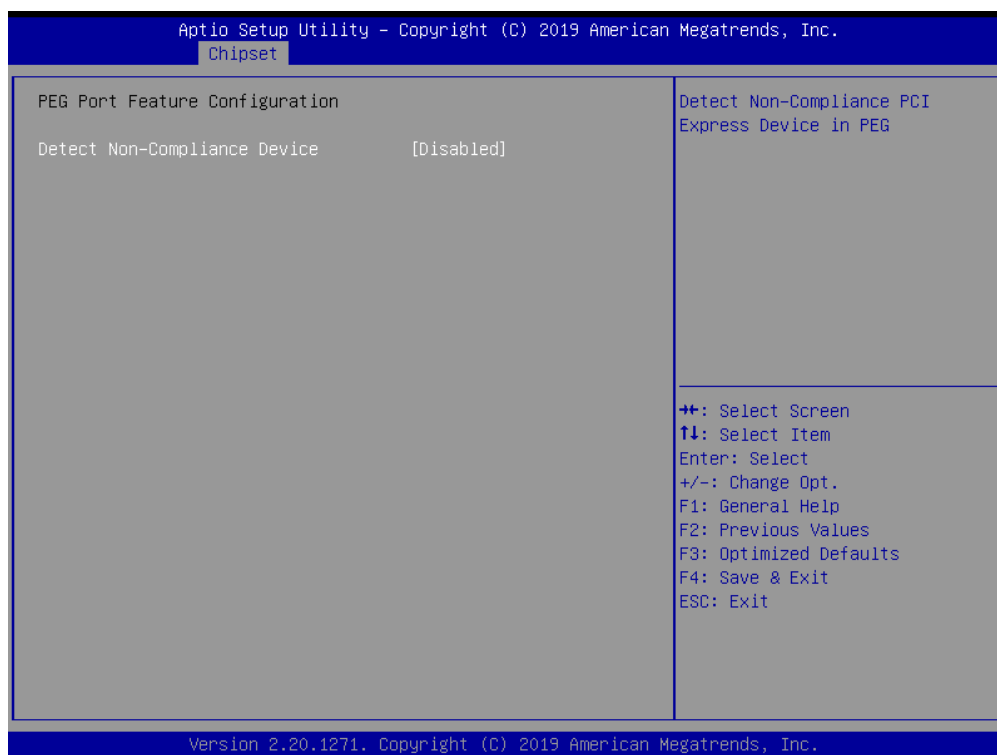 Aptio Setup Utility – Copyright (C) 2019 American Megatrends, Inc.
Chipset
PEG Port Feature Configuration
Detect Non-Compliance Device [Disabled]
Detect Non-Compliance PCI
Express Device in PEG
→←: Select Screen
↑↓: Select Item
Enter: Select
+/-: Change Opt.
F1: General Help
F2: Previous Values
F3: Optimized Defaults
F4: Save & Exit
ESC: Exit
Version 2.20.1271. Copyright (C) 2019 American Megatrends, Inc.